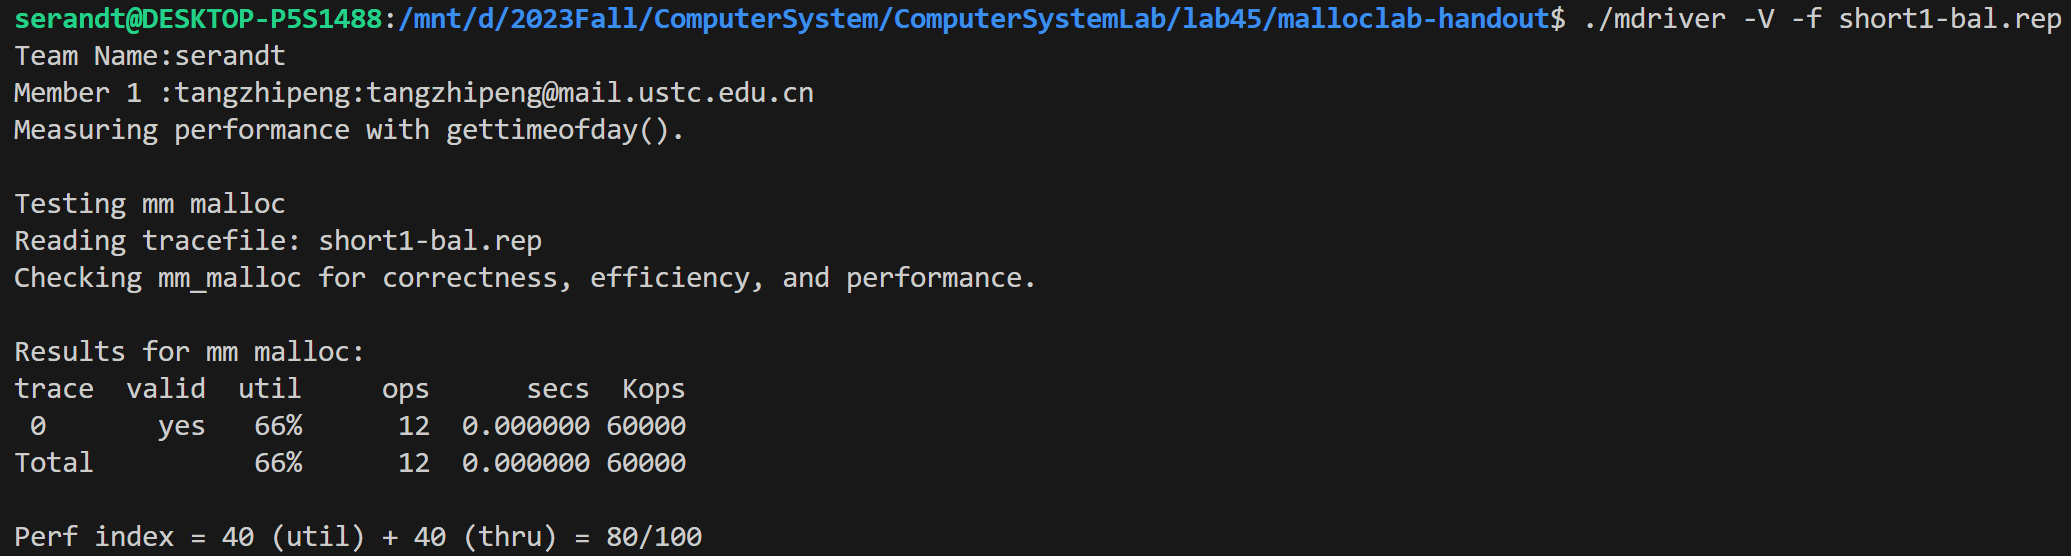 serandt@DESKTOP-P5S1488:/mnt/d/2023Fall/ComputerSystem/ComputerSystemLab/lab45/malloclab-handout$ ./mdriver -V -f short1-bal.rep
Team Name:serandt
Member 1 :tangzhipeng:tangzhipeng@mail.ustc.edu.cn
Measuring performance with gettimeofday().

Testing mm malloc
Reading tracefile: short1-bal.rep
Checking mm_malloc for correctness, efficiency, and performance.

Results for mm malloc:
trace  valid  util     ops      secs  Kops
 0       yes   66%      12  0.000000 60000
Total          66%      12  0.000000 60000

Perf index = 40 (util) + 40 (thru) = 80/100